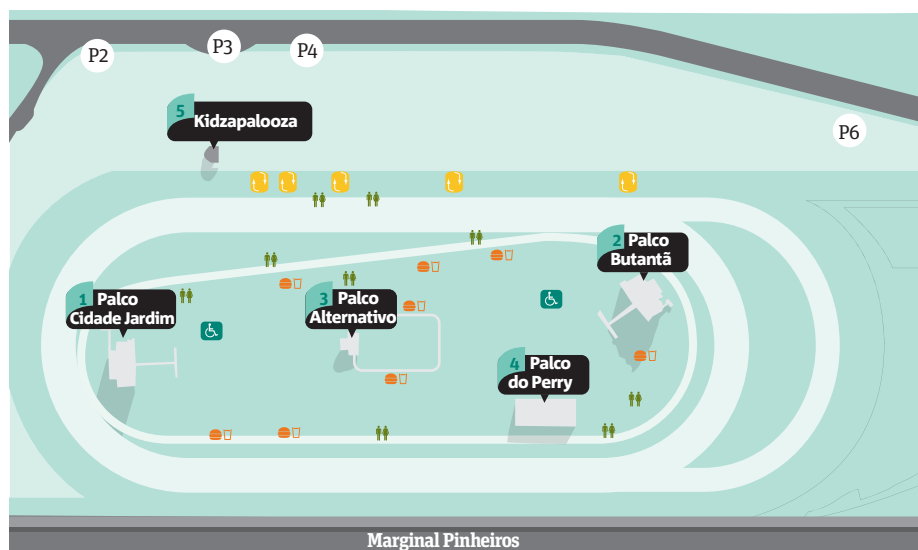 P2
P3
P4
P6
5
Kidzapalooza
2 Palco
Butantã
1 Palco
Cidade Jardim
3 Palco
Alternativo
4 Palco
do Perry
Marginal Pinheiros